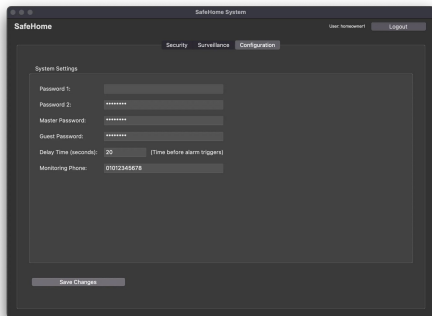 SafeHome System
SafeHome
User: homeowner1
Logout
Security Surveillance Configuration
System Settings
Password 1:
Password 2: ••••••••
Master Password: ••••••••
Guest Password: ••••••••
Delay Time (seconds): 20 (Time before alarm triggers)
Monitoring Phone: 01012345678
Save Changes